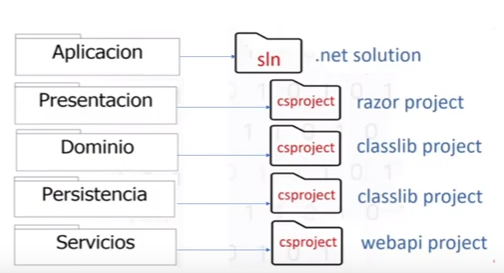 Aplicacion sln .net solution
Presentacion csproject razor project
Dominio csproject classlib project
Persistencia csproject classlib project
Servicios csproject webapi project